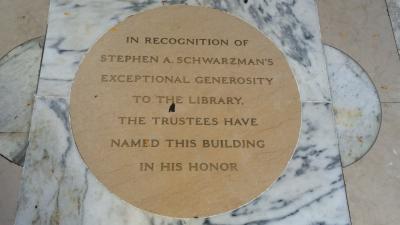 IN RECOGNITION OF
STEPHEN A. SCHWARZMAN'S
EXCEPTIONAL GENEROSITY
TO THE LIBRARY,
THE TRUSTEES HAVE
NAMED THIS BUILDING
IN HIS HONOR